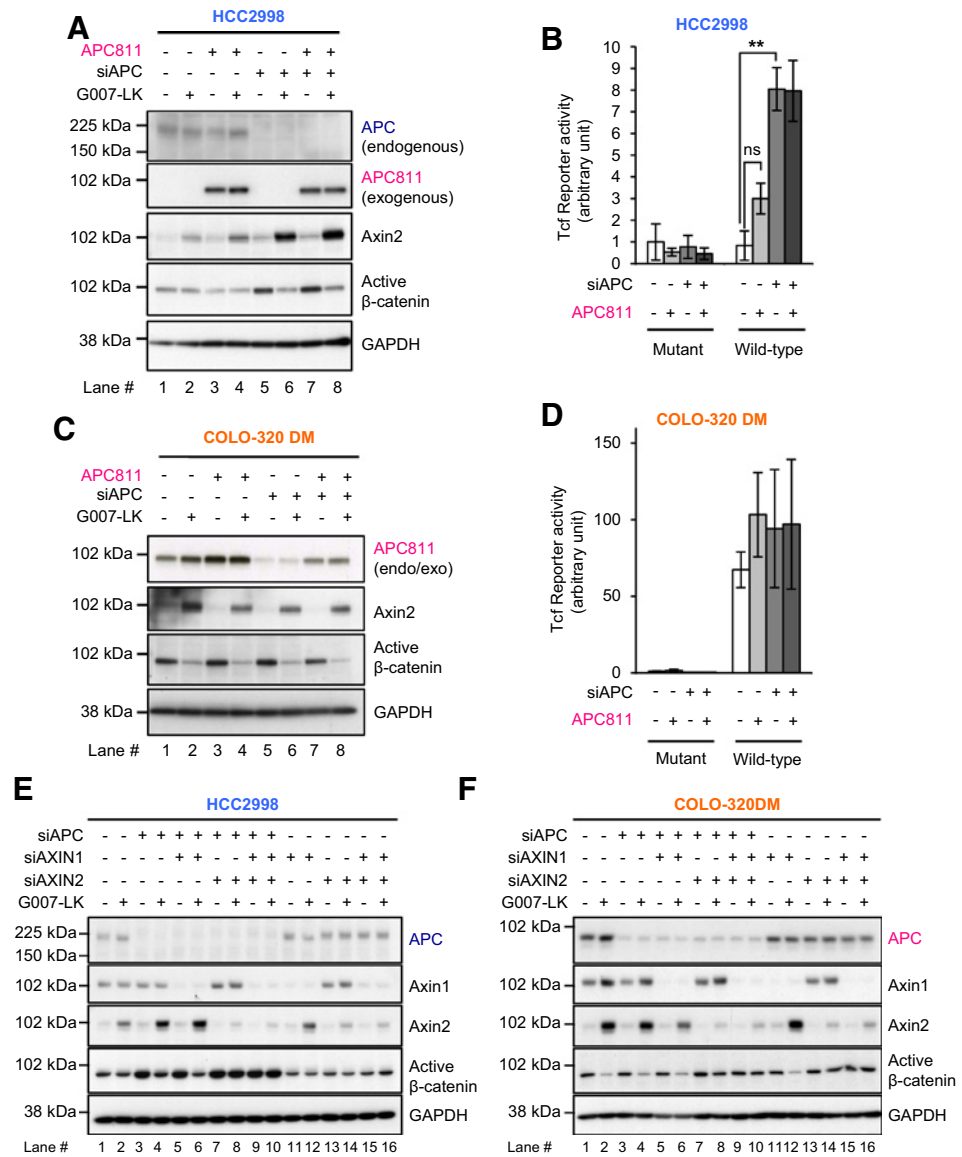 A
HCC2998
APC811 - - + + - - + +
siAPC - - - - + + + +
G007-LK - + - + - + - +
225 kDa
150 kDa
APC
(endogenous)
102 kDa
APC811
(exogenous)
102 kDa
Axin2
102 kDa
Active
β-catenin
38 kDa
GAPDH
Lane # 1 2 3 4 5 6 7 8
B
HCC2998
Tcf Reporter activity
(arbitrary unit)
10
9
8
7
6
5
4
3
2
1
0
**
ns
siAPC - - + + - - + +
APC811 - + - + - + - +
Mutant Wild-type
C
COLO-320 DM
APC811 - - + + - - + +
siAPC - - - - + + + +
G007-LK - + - + - + - +
102 kDa
APC811
(endo/exo)
102 kDa
Axin2
102 kDa
Active
β-catenin
38 kDa
GAPDH
Lane # 1 2 3 4 5 6 7 8
D
COLO-320 DM
Tcf Reporter activity
(arbitrary unit)
150
100
50
0
siAPC - - + + - - + +
APC811 - + - + - + - +
Mutant Wild-type
E
HCC2998
siAPC - - + + + + + + + + - - - - - -
siAXIN1 - - - - + + - - + + + + - - + +
siAXIN2 - - - - - - + + + + - - + + + +
G007-LK - + - + - + - + - + - + - + - +
225 kDa
150 kDa
APC
102 kDa
Axin1
102 kDa
Axin2
102 kDa
Active
β-catenin
38 kDa
GAPDH
Lane # 1 2 3 4 5 6 7 8 9 10 11 12 13 14 15 16
F
COLO-320DM
siAPC - - + + + + + + + + - - - - - -
siAXIN1 - - - - + + - - + + + + - - + +
siAXIN2 - - - - - - + + + + - - + + + +
G007-LK - + - + - + - + - + - + - + - +
102 kDa
APC
102 kDa
Axin1
102 kDa
Axin2
102 kDa
Active
β-catenin
38 kDa
GAPDH
Lane # 1 2 3 4 5 6 7 8 9 10 11 12 13 14 15 16